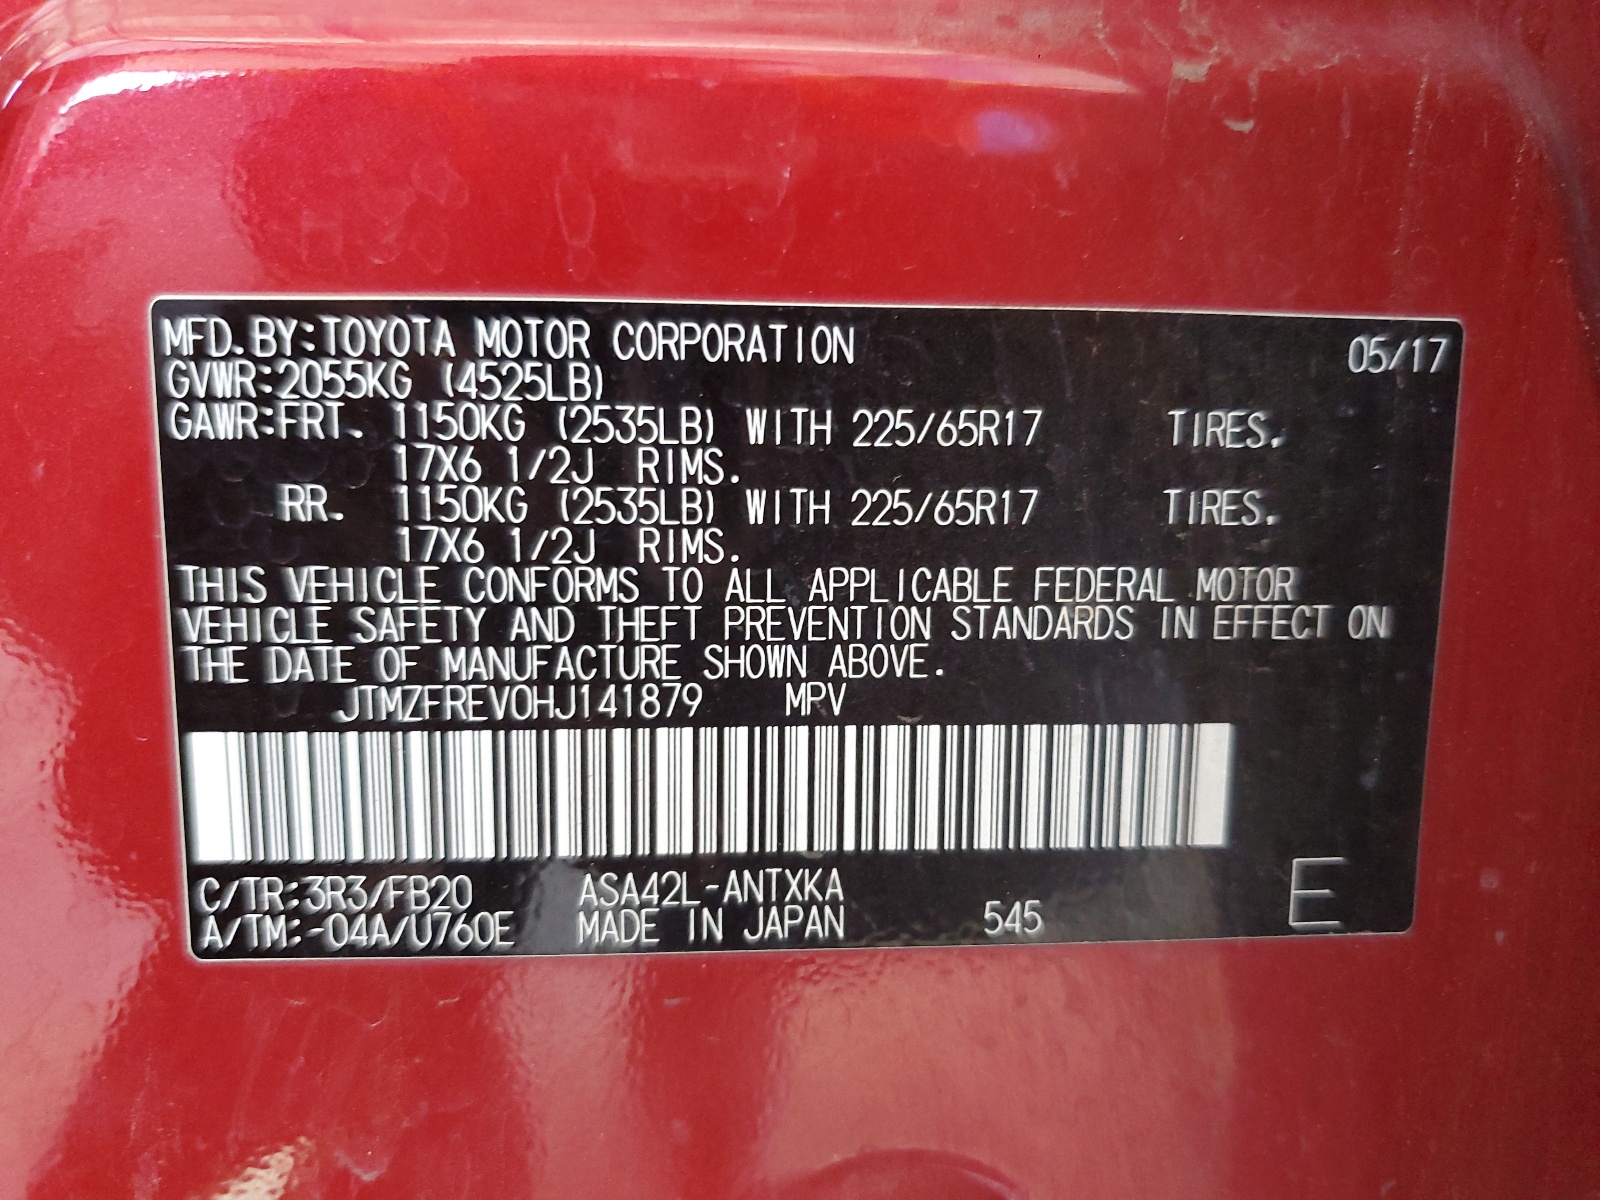 MFD. BY:TOYOTA MOTOR CORPORATION 05/17
GVWR:2055KG (4525LB)
GAWR:FRT. 1150KG (2535LB) WITH 225/65R17 TIRES.
17X6 1/2J RIMS.
RR. 1150KG (2535LB) WITH 225/65R17 TIRES.
17X6 1/2J RIMS.
THIS VEHICLE CONFORMS TO ALL APPLICABLE FEDERAL MOTOR
VEHICLE SAFETY AND THEFT PREVENTION STANDARDS IN EFFECT ON
THE DATE OF MANUFACTURE SHOWN ABOVE.
JTMZFREV0HJ141879 MPV
C/TR:3R3/FB20 ASA42L-ANTXKA
A/TM:-04A/U760E MADE IN JAPAN 545 E